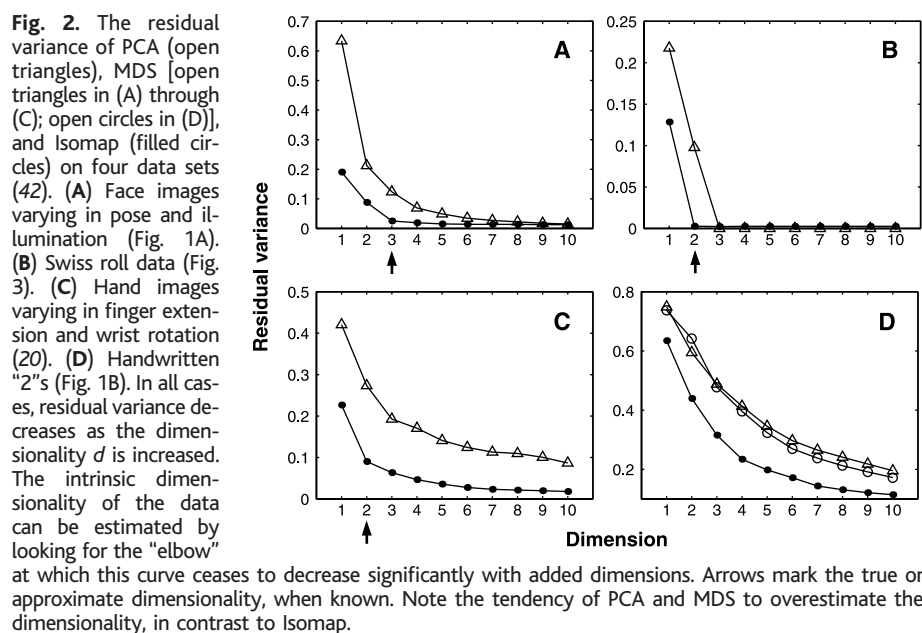 Fig. 2. The residual
variance of PCA (open
triangles), MDS [open
triangles in (A) through
(C); open circles in (D)],
and Isomap (filled cir-
cles) on four data sets
(42). (A) Face images
varying in pose and il-
lumination (Fig. 1A).
(B) Swiss roll data (Fig.
3). (C) Hand images
varying in finger exten-
sion and wrist rotation
(20). (D) Handwritten
"2"s (Fig. 1B). In all cas-
es, residual variance de-
creases as the dimen-
sionality d is increased.
The intrinsic dimen-
sionality of the data
can be estimated by
looking for the "elbow"
at which this curve ceases to decrease significantly with added dimensions. Arrows mark the true or
approximate dimensionality, when known. Note the tendency of PCA and MDS to overestimate the
dimensionality, in contrast to Isomap.
Residual variance
A
0.7
0.6
0.5
0.4
0.3
0.2
0.1
0
1 2 3 4 5 6 7 8 9 10
B
0.25
0.2
0.15
0.1
0.05
0
1 2 3 4 5 6 7 8 9 10
C
0.5
0.4
0.3
0.2
0.1
0
1 2 3 4 5 6 7 8 9 10
D
0.8
0.6
0.4
0.2
1 2 3 4 5 6 7 8 9 10
Dimension